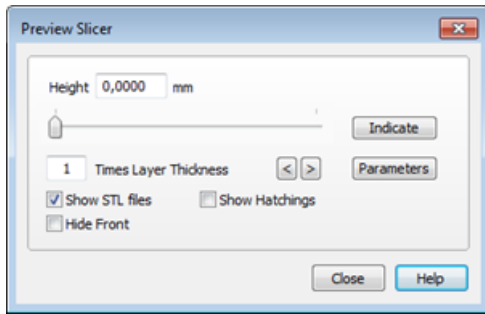 Preview Slicer
Height 0,0000 mm
Indicate
1 Times Layer Thickness < > Parameters
Show STL files Show Hatchings
Hide Front
Close Help